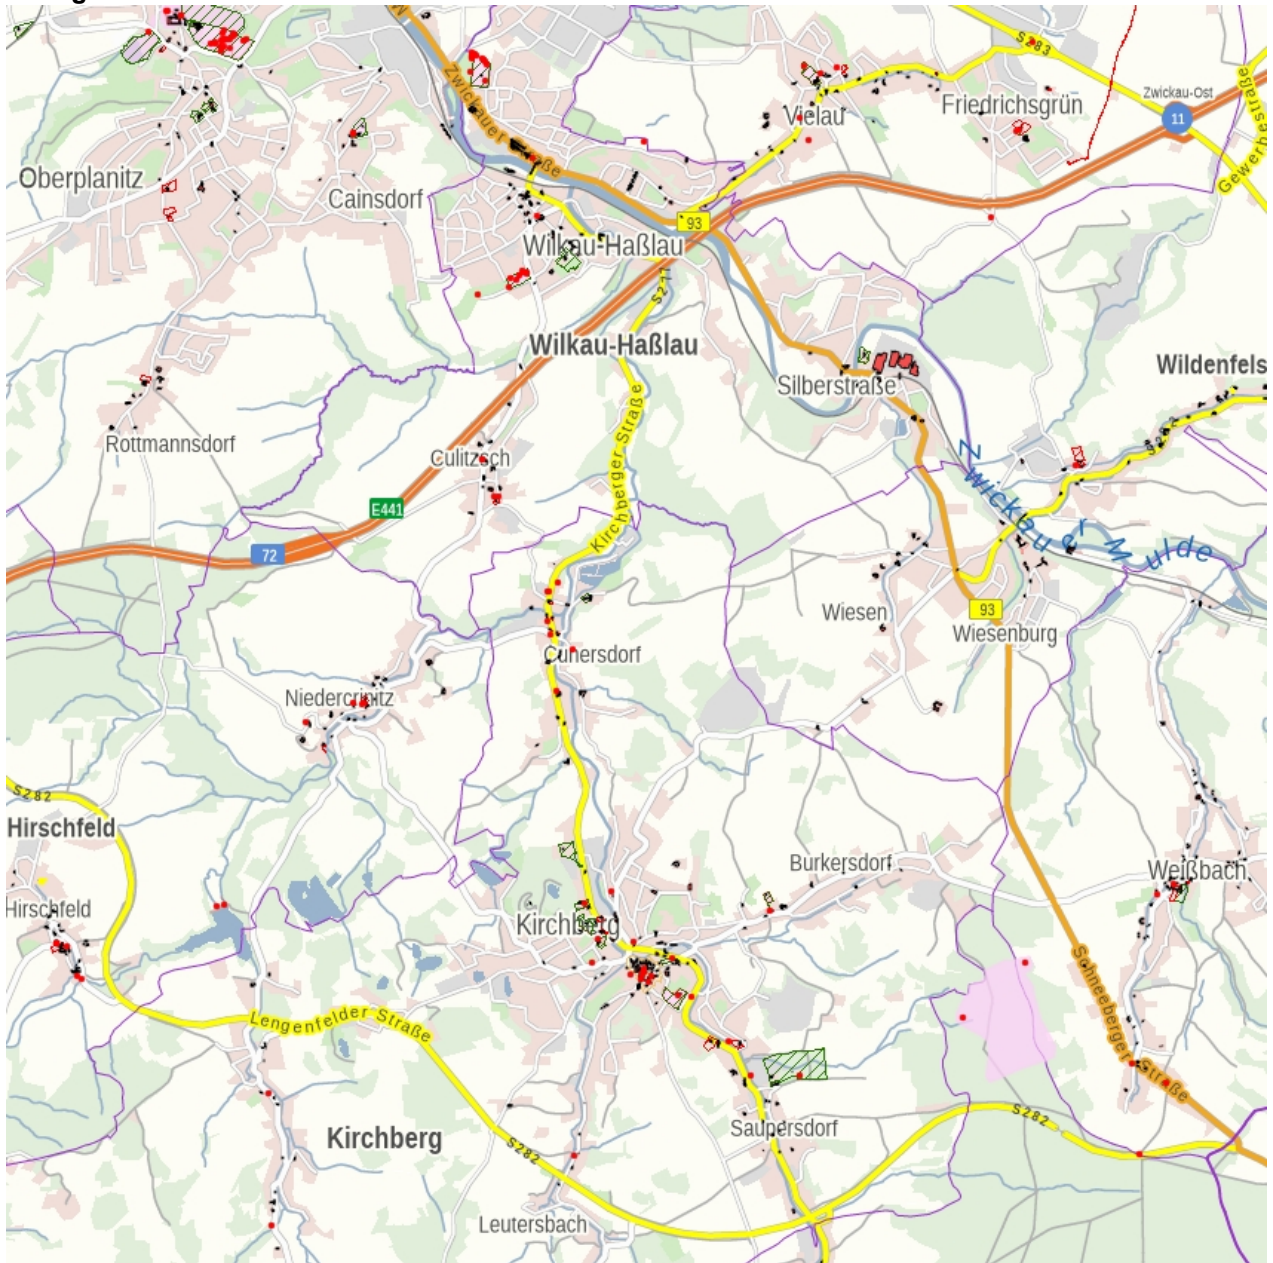 S283
Zwickau-Ost
11
Gewerbestraße
Friedrichsgrün
Vielau
Zwickauer
ße
Oberplanitz
Cainsdorf
93
Wilkau-Haßlau
S277
Wilkau-Haßlau
Silberstraße
Wildenfels
Kirchberger Straße
Rottmannsdorf
Culitzsch
E441
72
Zwickauer Mulde
Wiesen
93
Wiesenburg
Cunersdorf
Niedercrinitz
S282
Hirschfeld
Burkersdorf
Weißbach
Hirschfeld
Kirchberg
Schneeberger Straße
Lengenfelder Straße
Kirchberg
S282
S282
Saupersdorf
Leutersbach